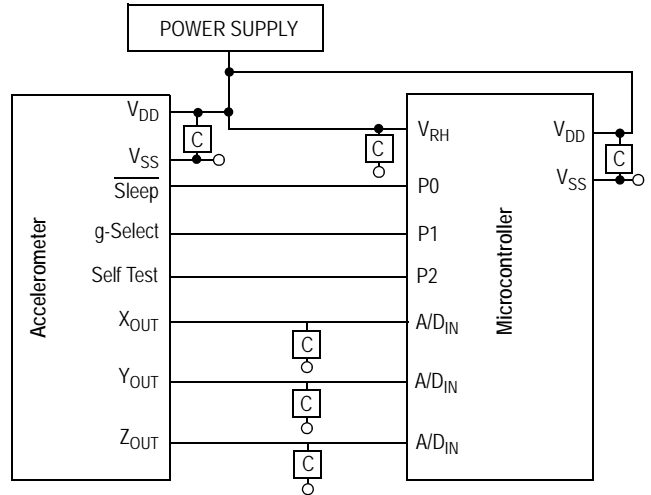 POWER SUPPLY
Accelerometer
V_DD
C
V_SS
Sleep
g-Select
Self Test
X_OUT
Y_OUT
Z_OUT
C
C
C
C
Microcontroller
V_RH
P0
P1
P2
A/D_IN
A/D_IN
A/D_IN
V_DD
C
V_SS